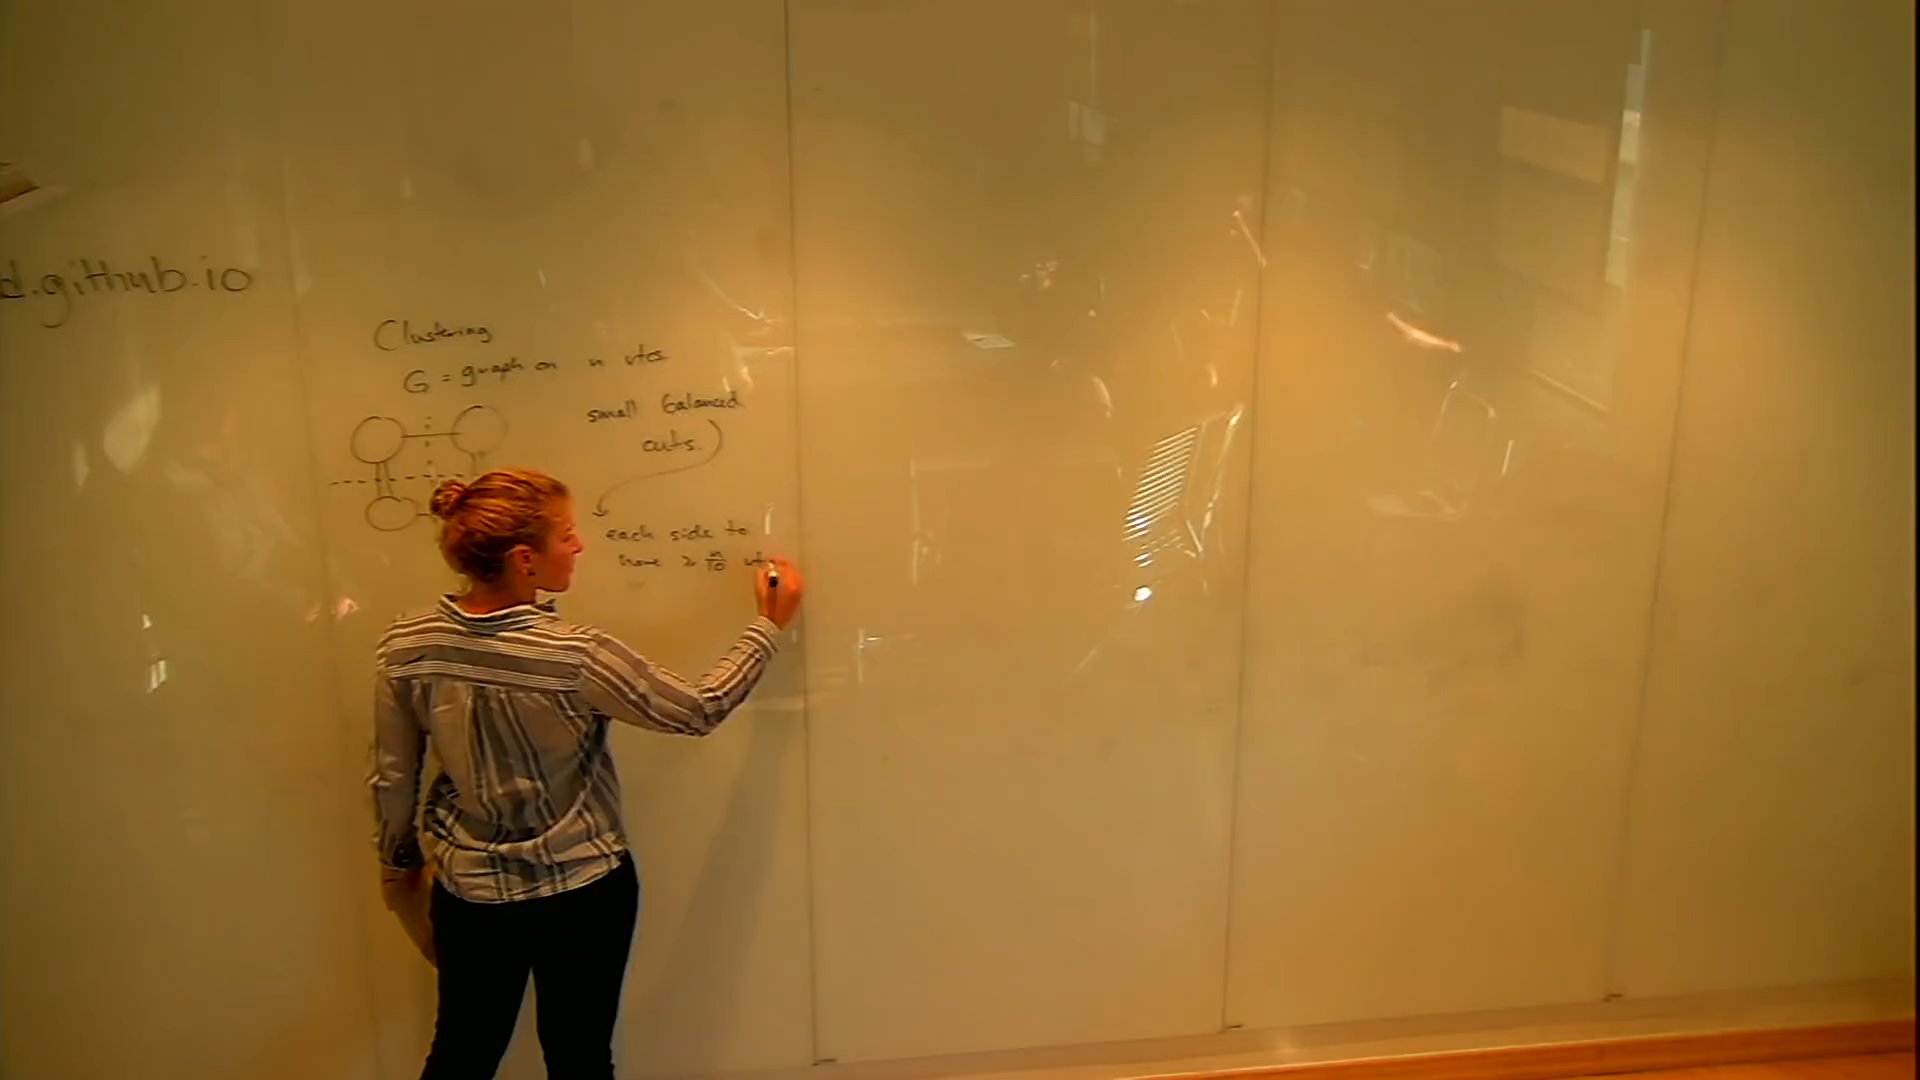 d.github.io
Clustering
G = graph on n vtcs.
small balanced
cuts.
each side to
have ≥ n/10